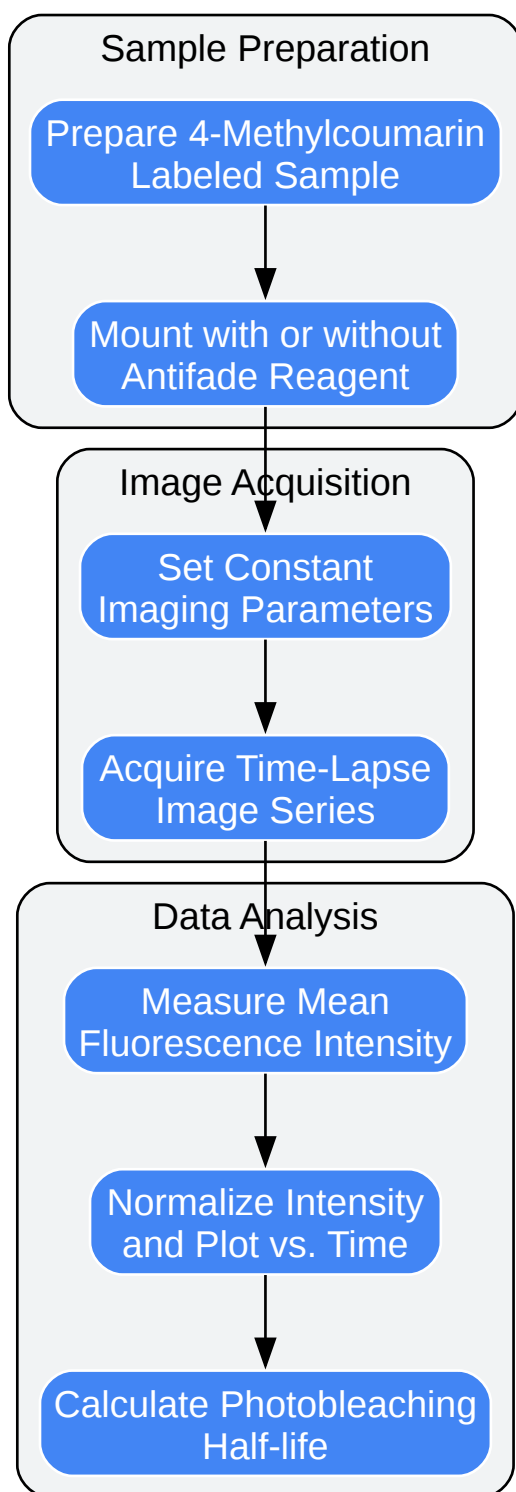 Sample Preparation
Prepare 4-Methylcoumarin
Labeled Sample
Mount with or without
Antifade Reagent
Image Acquisition
Set Constant
Imaging Parameters
Acquire Time-Lapse
Image Series
Data Analysis
Measure Mean
Fluorescence Intensity
Normalize Intensity
and Plot vs. Time
Calculate Photobleaching
Half-life